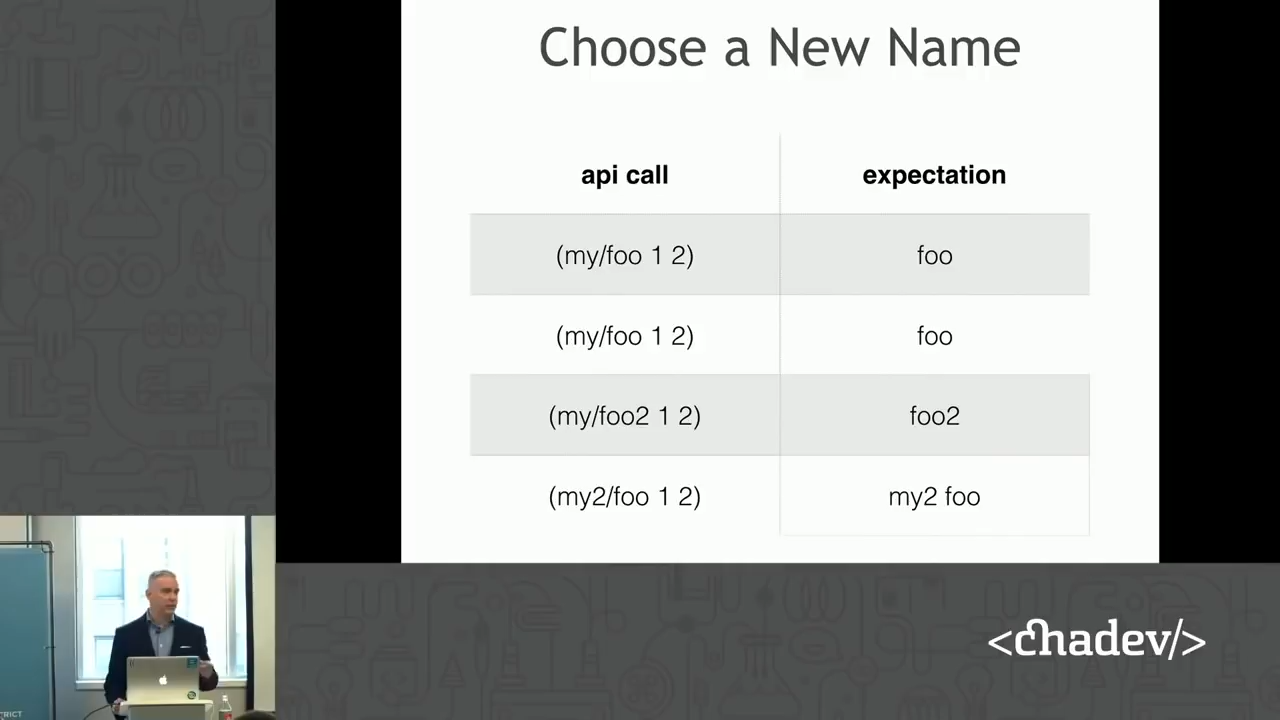 Choose a New Name
api call expectation
(my/foo 1 2) foo
(my/foo 1 2) foo
(my/foo2 1 2) foo2
(my2/foo 1 2) my2 foo
<chadev/>
TRICT